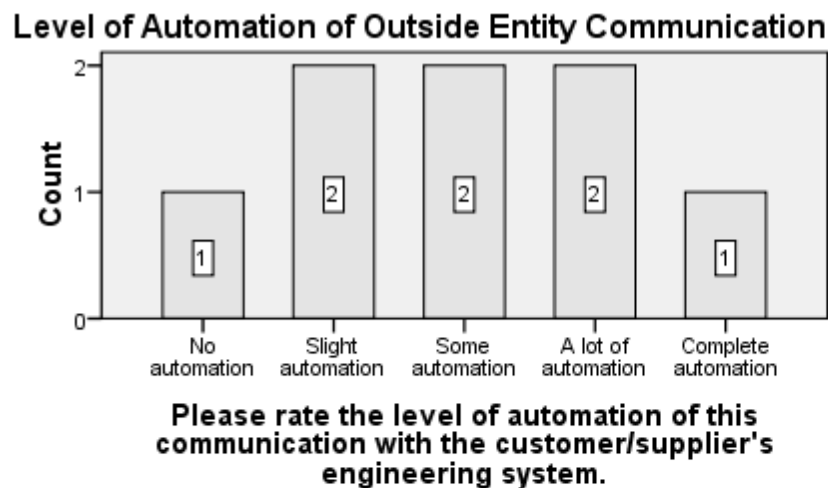 Level of Automation of Outside Entity Communication
2
1
0
Count
1
2
2
2
1
No automation
Slight automation
Some automation
A lot of automation
Complete automation
Please rate the level of automation of this
communication with the customer/supplier's
engineering system.